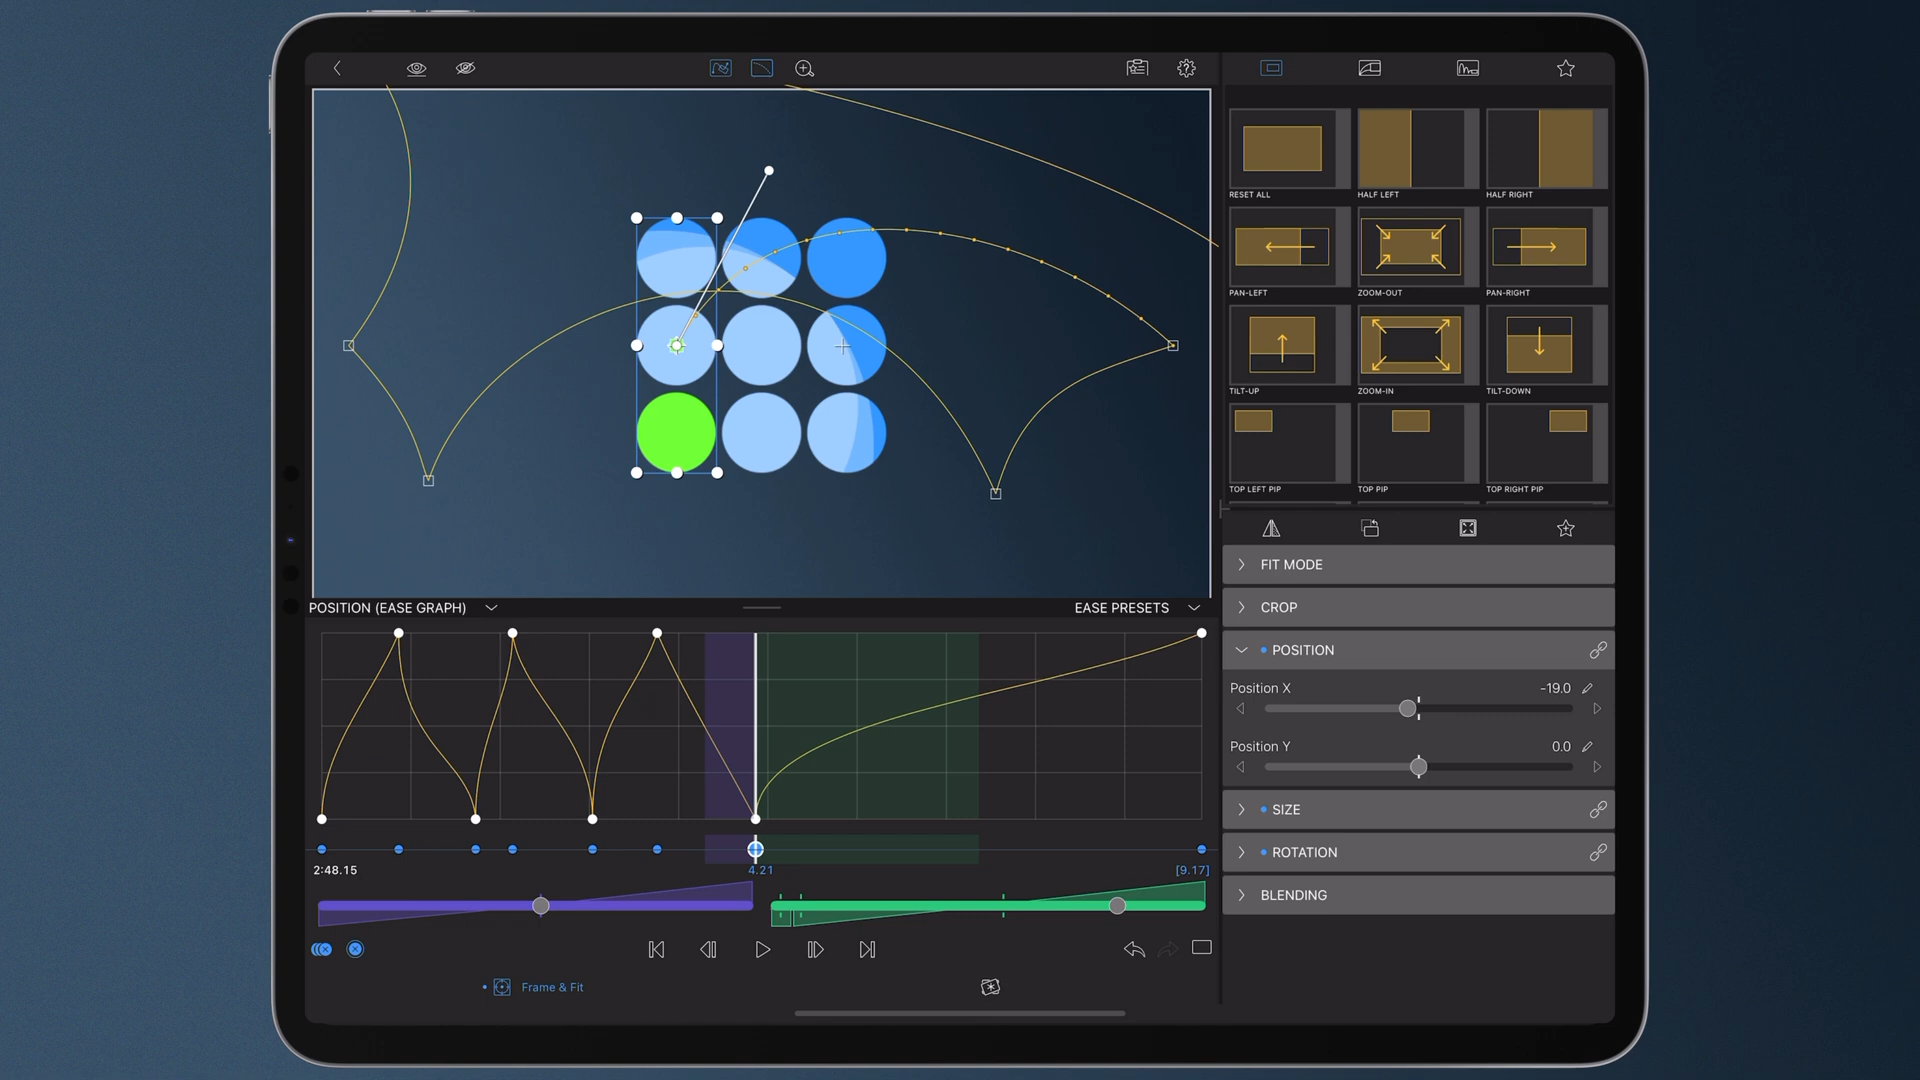 RESET ALL
HALF LEFT
HALF RIGHT
PAN-LEFT
ZOOM-OUT
PAN-RIGHT
TILT-UP
ZOOM-IN
TILT-DOWN
TOP LEFT PIP
TOP PIP
TOP RIGHT PIP
FIT MODE
CROP
POSITION
Position X
-19.0
Position Y
0.0
SIZE
ROTATION
BLENDING
POSITION (EASE GRAPH)
EASE PRESETS
2:48.15
4.21
[9.17]
Frame & Fit